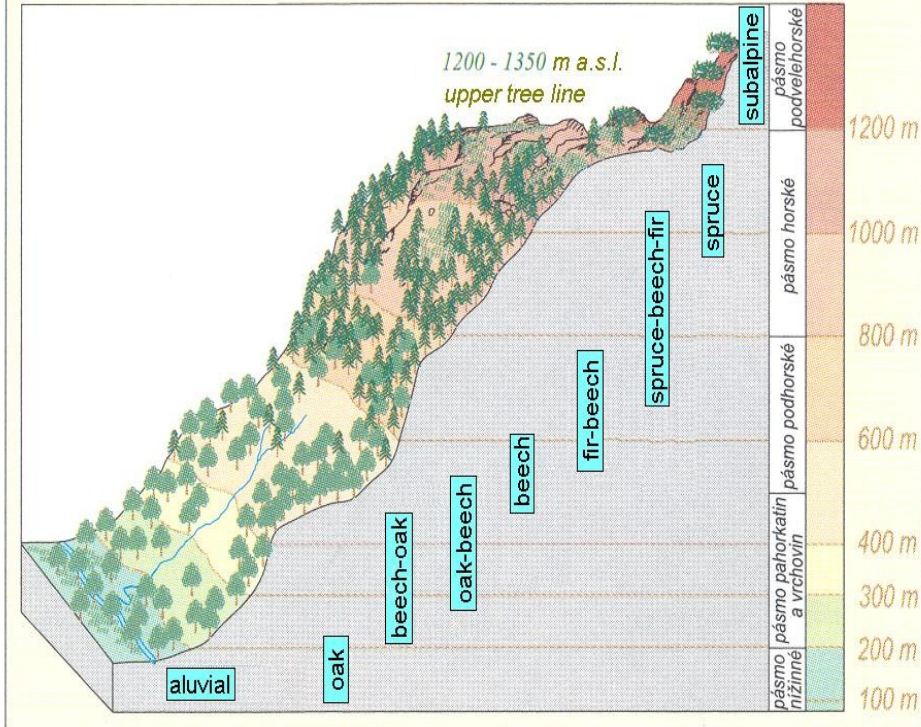 1200 - 1350 m a.s.l.
upper tree line
subalpine
spruce
spruce-beech-fir
fir-beech
beech
oak-beech
beech-oak
oak
aluvial
pásmo
podvelehorské
pásmo horské
pásmo podhorské
pásmo pahorkatin
a vrchovin
pásmo
nížinné
1200 m
1000 m
800 m
600 m
400 m
300 m
200 m
100 m